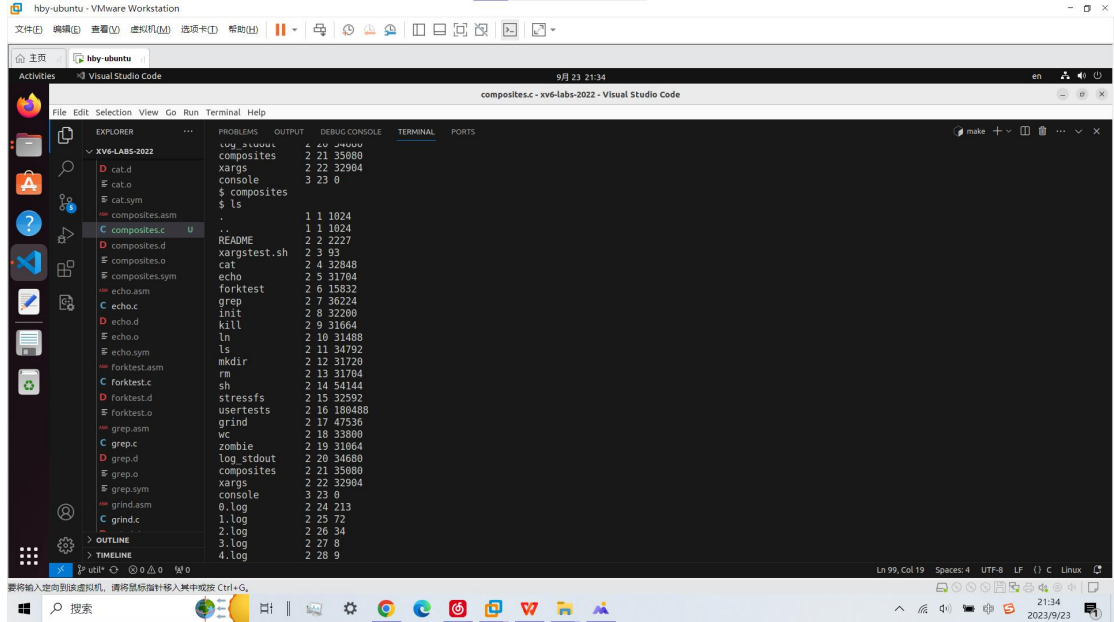 hby-ubuntu - VMware Workstation
文件(F) 编辑(E) 查看(V) 虚拟机(M) 选项卡(T) 帮助(H)
主页 hby-ubuntu
Activities Visual Studio Code 9月 23 21:34 en
composites.c - xv6-labs-2022 - Visual Studio Code
File Edit Selection View Go Run Terminal Help
EXPLORER
XV6-LABS-2022
cat.d
cat.o
cat.sym
composites.asm
C composites.c U
D composites.d
composites.o
composites.sym
echo.asm
C echo.c
D echo.d
echo.o
echo.sym
forktest.asm
C forktest.c
D forktest.d
forktest.o
grep.asm
C grep.c
D grep.d
grep.o
grep.sym
grind.asm
C grind.c
OUTLINE
TIMELINE
PROBLEMS OUTPUT DEBUG CONSOLE TERMINAL PORTS make
log_stdout 2 20 34680
composites 2 21 35080
xargs 2 22 32904
console 3 23 0
$ composites
$ ls
. 1 1 1024
.. 1 1 1024
README 2 2 2227
xargstest.sh 2 3 93
cat 2 4 32848
echo 2 5 31704
forktest 2 6 15832
grep 2 7 36224
init 2 8 32200
kill 2 9 31664
ln 2 10 31488
ls 2 11 34792
mkdir 2 12 31720
rm 2 13 31704
sh 2 14 54144
stressfs 2 15 32592
usertests 2 16 180488
grind 2 17 47536
wc 2 18 33800
zombie 2 19 31064
log_stdout 2 20 34680
composites 2 21 35080
xargs 2 22 32904
console 3 23 0
0.log 2 24 213
1.log 2 25 72
2.log 2 26 34
3.log 2 27 8
4.log 2 28 9
util* 0 0 0 Ln 99, Col 19 Spaces: 4 UTF-8 LF {} C Linux
要将输入定向到该虚拟机，请将鼠标指针移入其中或按 Ctrl+G。
搜索
21:34
2023/9/23